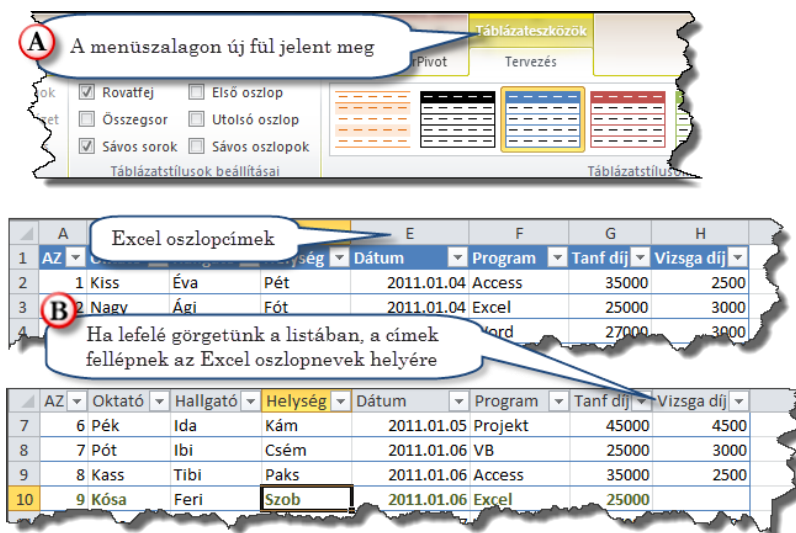 Táblázateszközök
A A menüszalagon új fül jelent meg
Pivot Tervezés
Rovatfej Első oszlop
Összegsor Utolsó oszlop
Sávos sorok Sávos oszlopok
Táblázatstílusok beállításai
A E F G H
Excel oszlopcímek
1 AZ Helység Dátum Program Tanf díj Vizsga díj
2 1 Kiss Éva Pét 2011.01.04 Access 35000 2500
3 2 Nagy Ági Fót 2011.01.04 Excel 25000 3000
4 Word 27000 3000
B Ha lefelé görgetünk a listában, a címek
fellépnek az Excel oszlopnevek helyére
AZ Oktató Hallgató Helység Dátum Program Tanf díj Vizsga díj
7 6 Pék Ida Kám 2011.01.05 Projekt 45000 4500
8 7 Pót Ibi Csém 2011.01.06 VB 25000 3000
9 8 Kass Tibi Paks 2011.01.06 Access 35000 2500
10 9 Kósa Feri Szob 2011.01.06 Excel 25000